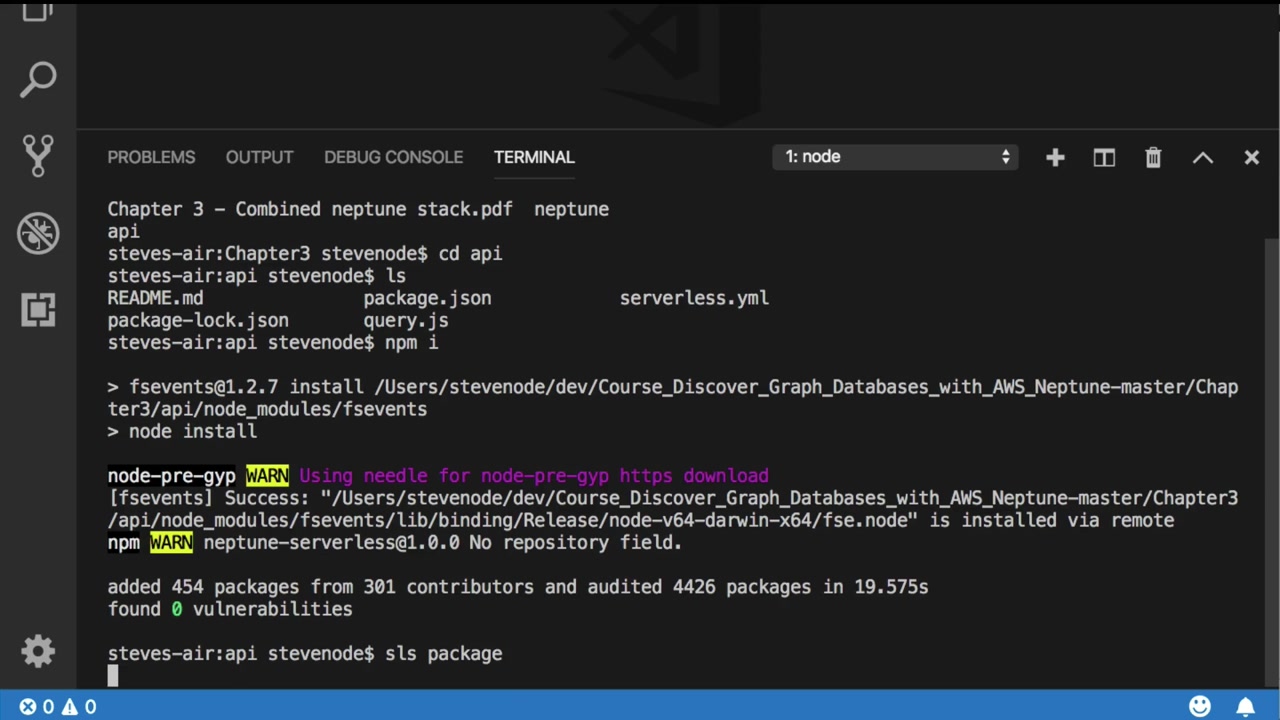 PROBLEMS OUTPUT DEBUG CONSOLE TERMINAL 1: node
Chapter 3 - Combined neptune stack.pdf neptune
api
steves-air:Chapter3 stevenode$ cd api
steves-air:api stevenode$ ls
README.md package.json serverless.yml
package-lock.json query.js
steves-air:api stevenode$ npm i
> fsevents@1.2.7 install /Users/stevenode/dev/Course_Discover_Graph_Databases_with_AWS_Neptune-master/Chap
ter3/api/node_modules/fsevents
> node install
node-pre-gyp WARN Using needle for node-pre-gyp https download
[fsevents] Success: "/Users/stevenode/dev/Course_Discover_Graph_Databases_with_AWS_Neptune-master/Chapter3
/api/node_modules/fsevents/lib/binding/Release/node-v64-darwin-x64/fse.node" is installed via remote
npm WARN neptune-serverless@1.0.0 No repository field.
added 454 packages from 301 contributors and audited 4426 packages in 19.575s
found 0 vulnerabilities
steves-air:api stevenode$ sls package
0 0